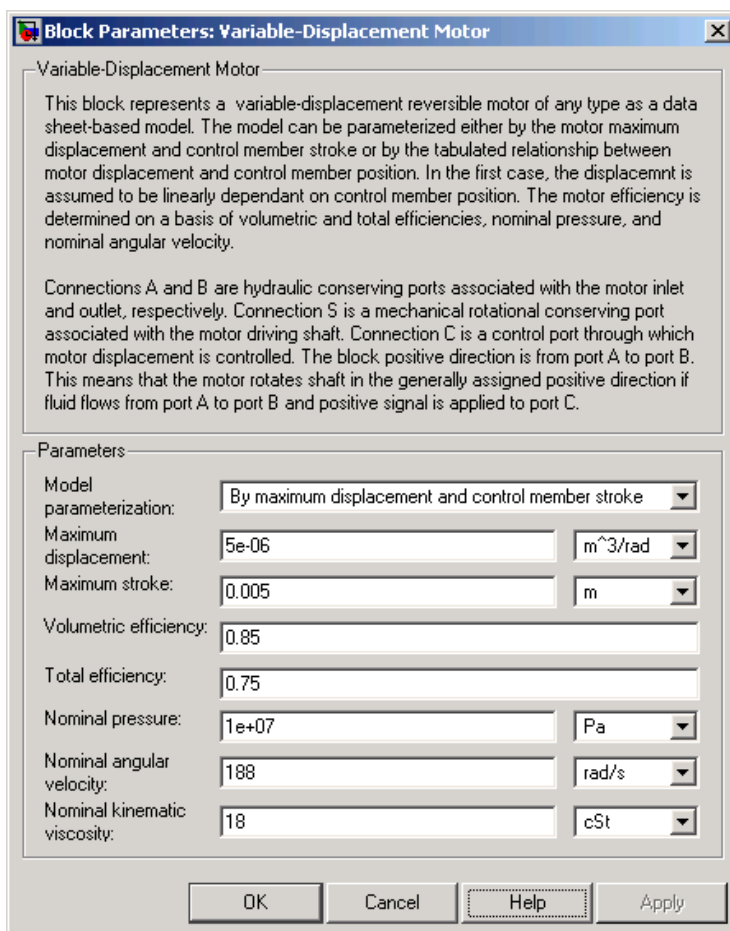 Block Parameters: Variable-Displacement Motor
Variable-Displacement Motor
This block represents a  variable-displacement reversible motor of any type as a data
sheet-based model. The model can be parameterized either by the motor maximum
displacement and control member stroke or by the tabulated relationship between
motor displacement and control member position. In the first case, the displacemnt is
assumed to be linearly dependant on control member position. The motor efficiency is
determined on a basis of volumetric and total efficiencies, nominal pressure, and
nominal angular velocity.
Connections A and B are hydraulic conserving ports associated with the motor inlet
and outlet, respectively. Connection S is a mechanical rotational conserving port
associated with the motor driving shaft. Connection C is a control port through which
motor displacement is controlled. The block positive direction is from port A to port B.
This means that the motor rotates shaft in the generally assigned positive direction if
fluid flows from port A to port B and positive signal is applied to port C.
Parameters
Model
parameterization:
By maximum displacement and control member stroke
Maximum
displacement:
5e-06
m^3/rad
Maximum stroke:
0.005
m
Volumetric efficiency:
0.85
Total efficiency:
0.75
Nominal pressure:
1e+07
Pa
Nominal angular
velocity:
188
rad/s
Nominal kinematic
viscosity:
18
cSt
OK
Cancel
Help
Apply